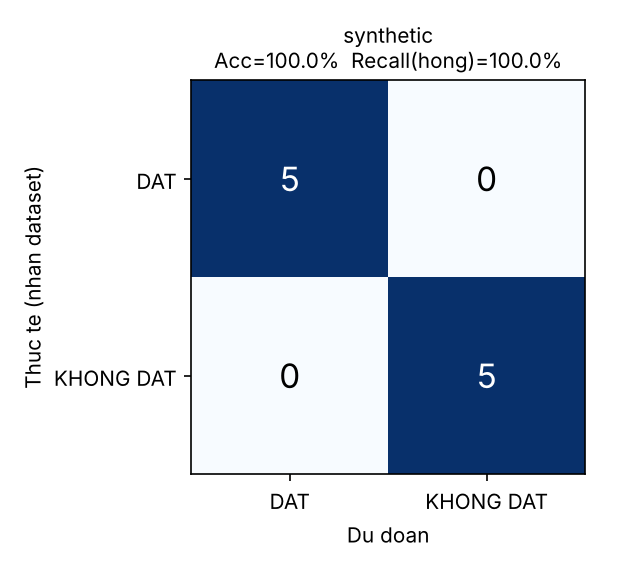 synthetic
Acc=100.0%  Recall(hong)=100.0%
Thuc te (nhan dataset)
DAT
5
0
KHONG DAT
0
5
DAT
KHONG DAT
Du doan